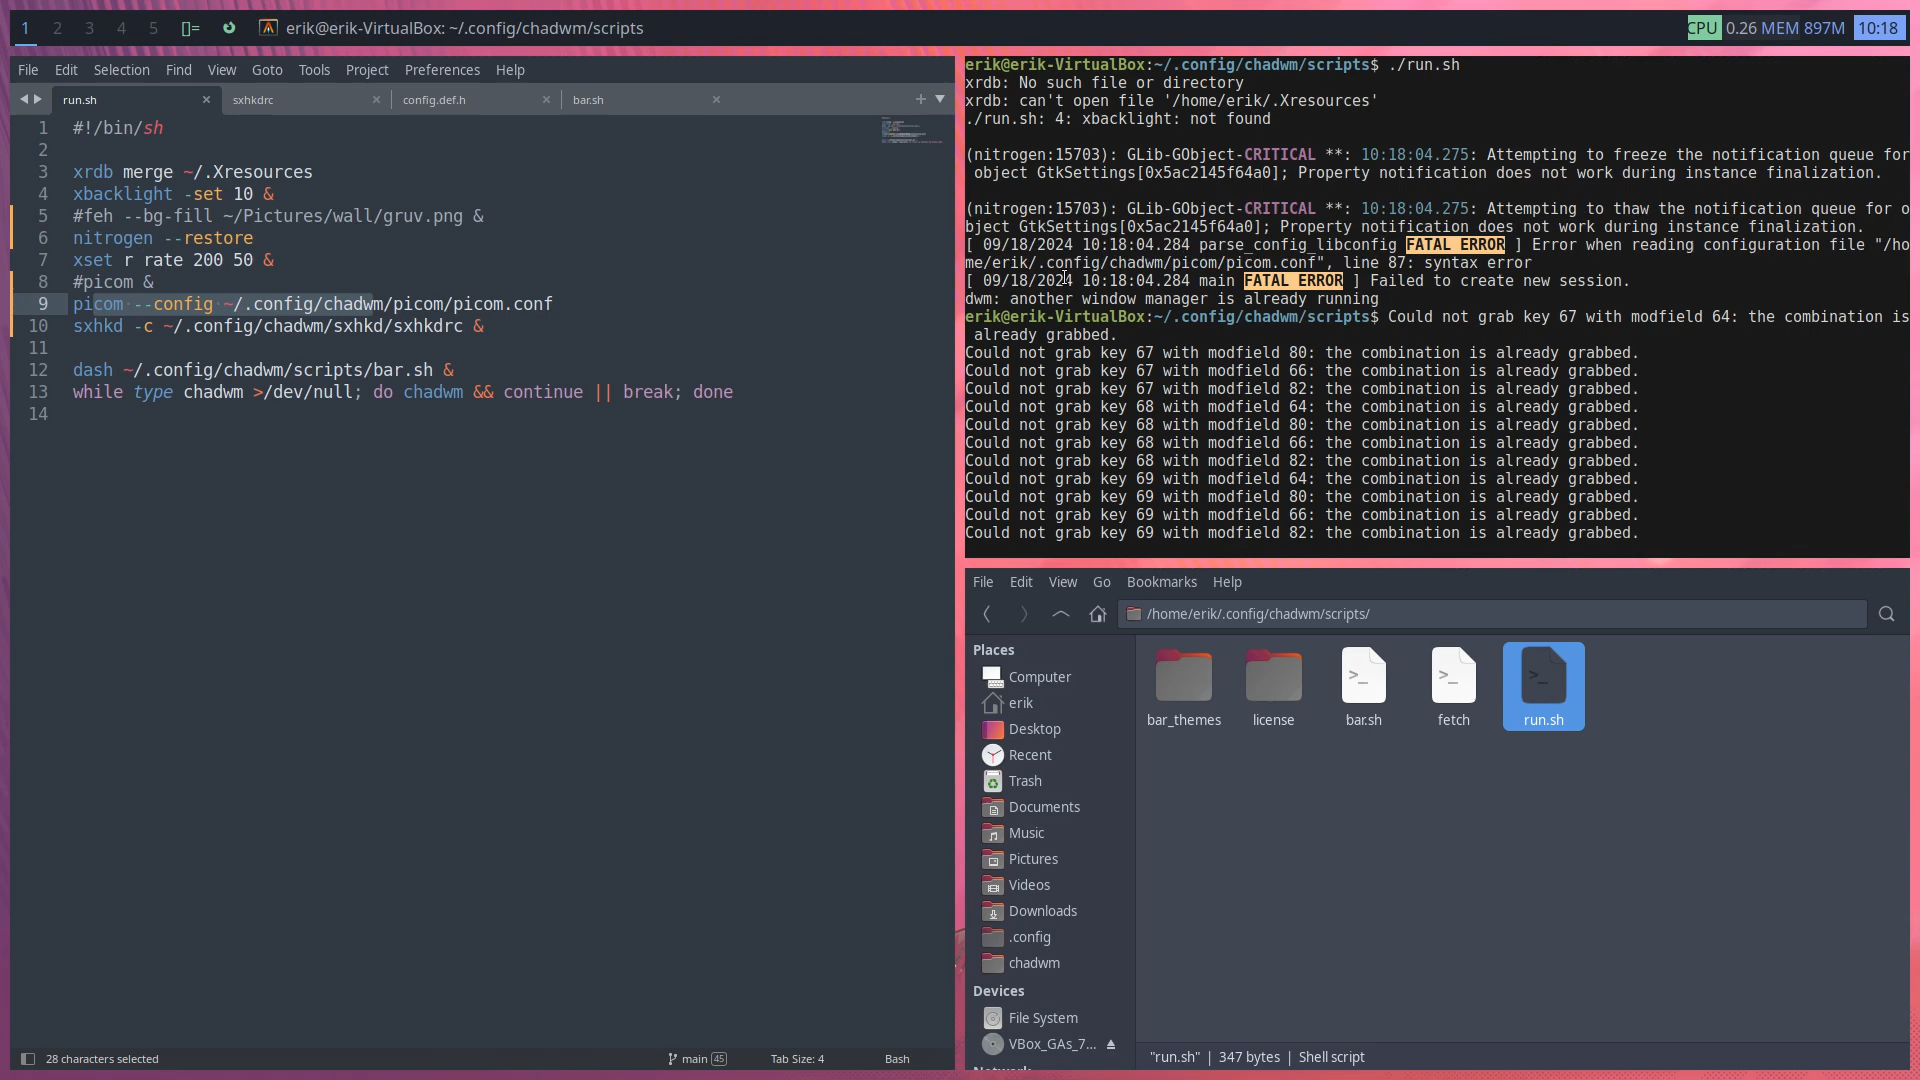 1 2 3 4 5 []= erik@erik-VirtualBox: ~/.config/chadwm/scripts
CPU 0.26 MEM 897M 10:18
File Edit Selection Find View Goto Tools Project Preferences Help
run.sh sxhkdrc config.def.h bar.sh
1 #!/bin/sh
2
3 xrdb merge ~/.Xresources
4 xbacklight -set 10 &
5 #feh --bg-fill ~/Pictures/wall/gruv.png &
6 nitrogen --restore
7 xset r rate 200 50 &
8 #picom &
9 picom --config ~/.config/chadwm/picom/picom.conf
10 sxhkd -c ~/.config/chadwm/sxhkd/sxhkdrc &
11
12 dash ~/.config/chadwm/scripts/bar.sh &
13 while type chadwm >/dev/null; do chadwm && continue || break; done
14
28 characters selected main 45 Tab Size: 4 Bash
erik@erik-VirtualBox:~/.config/chadwm/scripts$ ./run.sh
xrdb: No such file or directory
xrdb: can't open file '/home/erik/.Xresources'
./run.sh: 4: xbacklight: not found
(nitrogen:15703): GLib-GObject-CRITICAL **: 10:18:04.275: Attempting to freeze the notification queue for
object GtkSettings[0x5ac2145f64a0]; Property notification does not work during instance finalization.
(nitrogen:15703): GLib-GObject-CRITICAL **: 10:18:04.275: Attempting to thaw the notification queue for o
bject GtkSettings[0x5ac2145f64a0]; Property notification does not work during instance finalization.
[ 09/18/2024 10:18:04.284 parse_config_libconfig FATAL ERROR ] Error when reading configuration file "/ho
me/erik/.config/chadwm/picom/picom.conf", line 87: syntax error
[ 09/18/2024 10:18:04.284 main FATAL ERROR ] Failed to create new session.
dwm: another window manager is already running
erik@erik-VirtualBox:~/.config/chadwm/scripts$ Could not grab key 67 with modfield 64: the combination is
already grabbed.
Could not grab key 67 with modfield 80: the combination is already grabbed.
Could not grab key 67 with modfield 66: the combination is already grabbed.
Could not grab key 67 with modfield 82: the combination is already grabbed.
Could not grab key 68 with modfield 64: the combination is already grabbed.
Could not grab key 68 with modfield 80: the combination is already grabbed.
Could not grab key 68 with modfield 66: the combination is already grabbed.
Could not grab key 68 with modfield 82: the combination is already grabbed.
Could not grab key 69 with modfield 64: the combination is already grabbed.
Could not grab key 69 with modfield 80: the combination is already grabbed.
Could not grab key 69 with modfield 66: the combination is already grabbed.
Could not grab key 69 with modfield 82: the combination is already grabbed.
File Edit View Go Bookmarks Help
/home/erik/.config/chadwm/scripts/
Places
Computer
erik
Desktop
Recent
Trash
Documents
Music
Pictures
Videos
Downloads
.config
chadwm
Devices
File System
VBox_GAs_7...
bar_themes license bar.sh fetch run.sh
"run.sh" | 347 bytes | Shell script